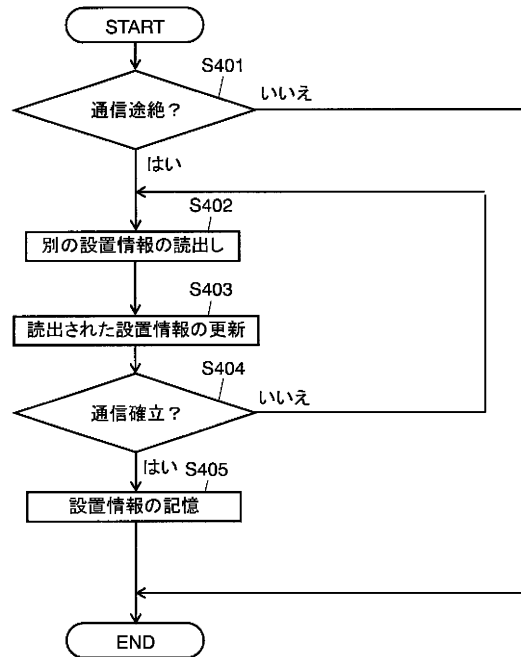 START
S401
通信途絶？
いいえ
はい
S402
別の設置情報の読出し
S403
読出された設置情報の更新
S404
通信確立？
いいえ
はい
S405
設置情報の記憶
END